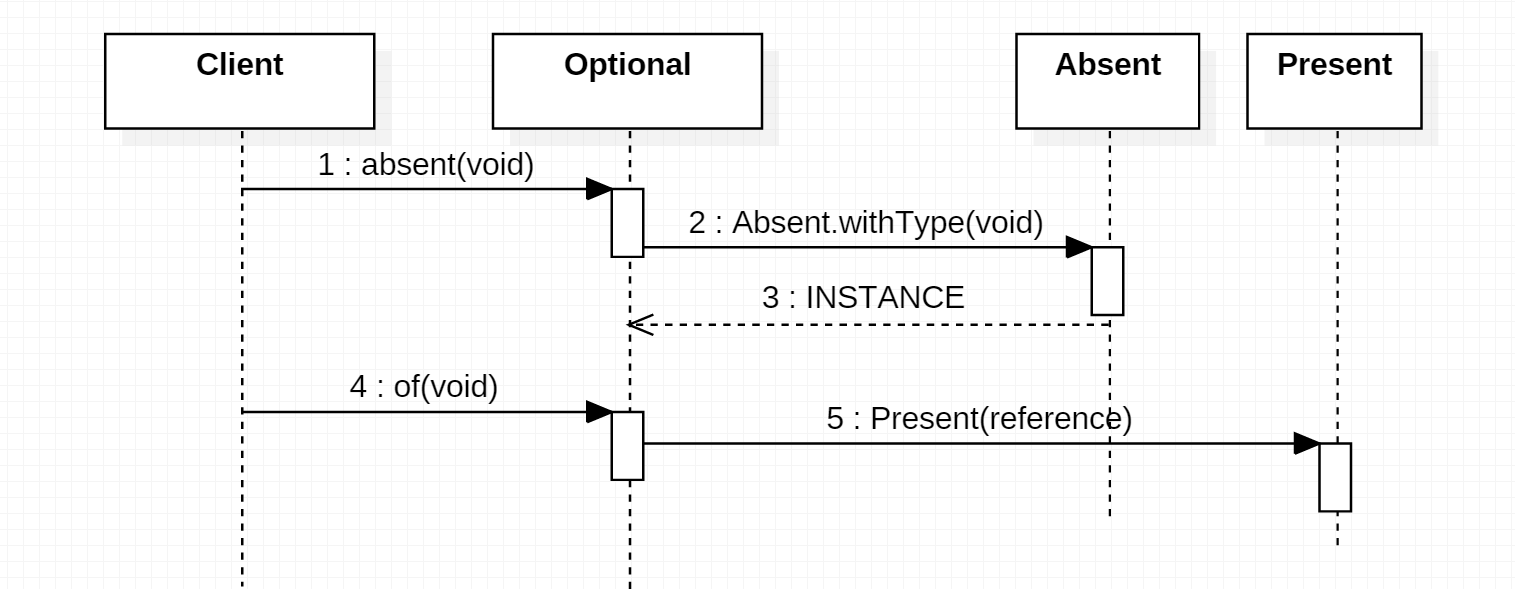 Client
Optional
Absent
Present
1 : absent(void)
2 : Absent.withType(void)
3 : INSTANCE
4 : of(void)
5 : Present(reference)